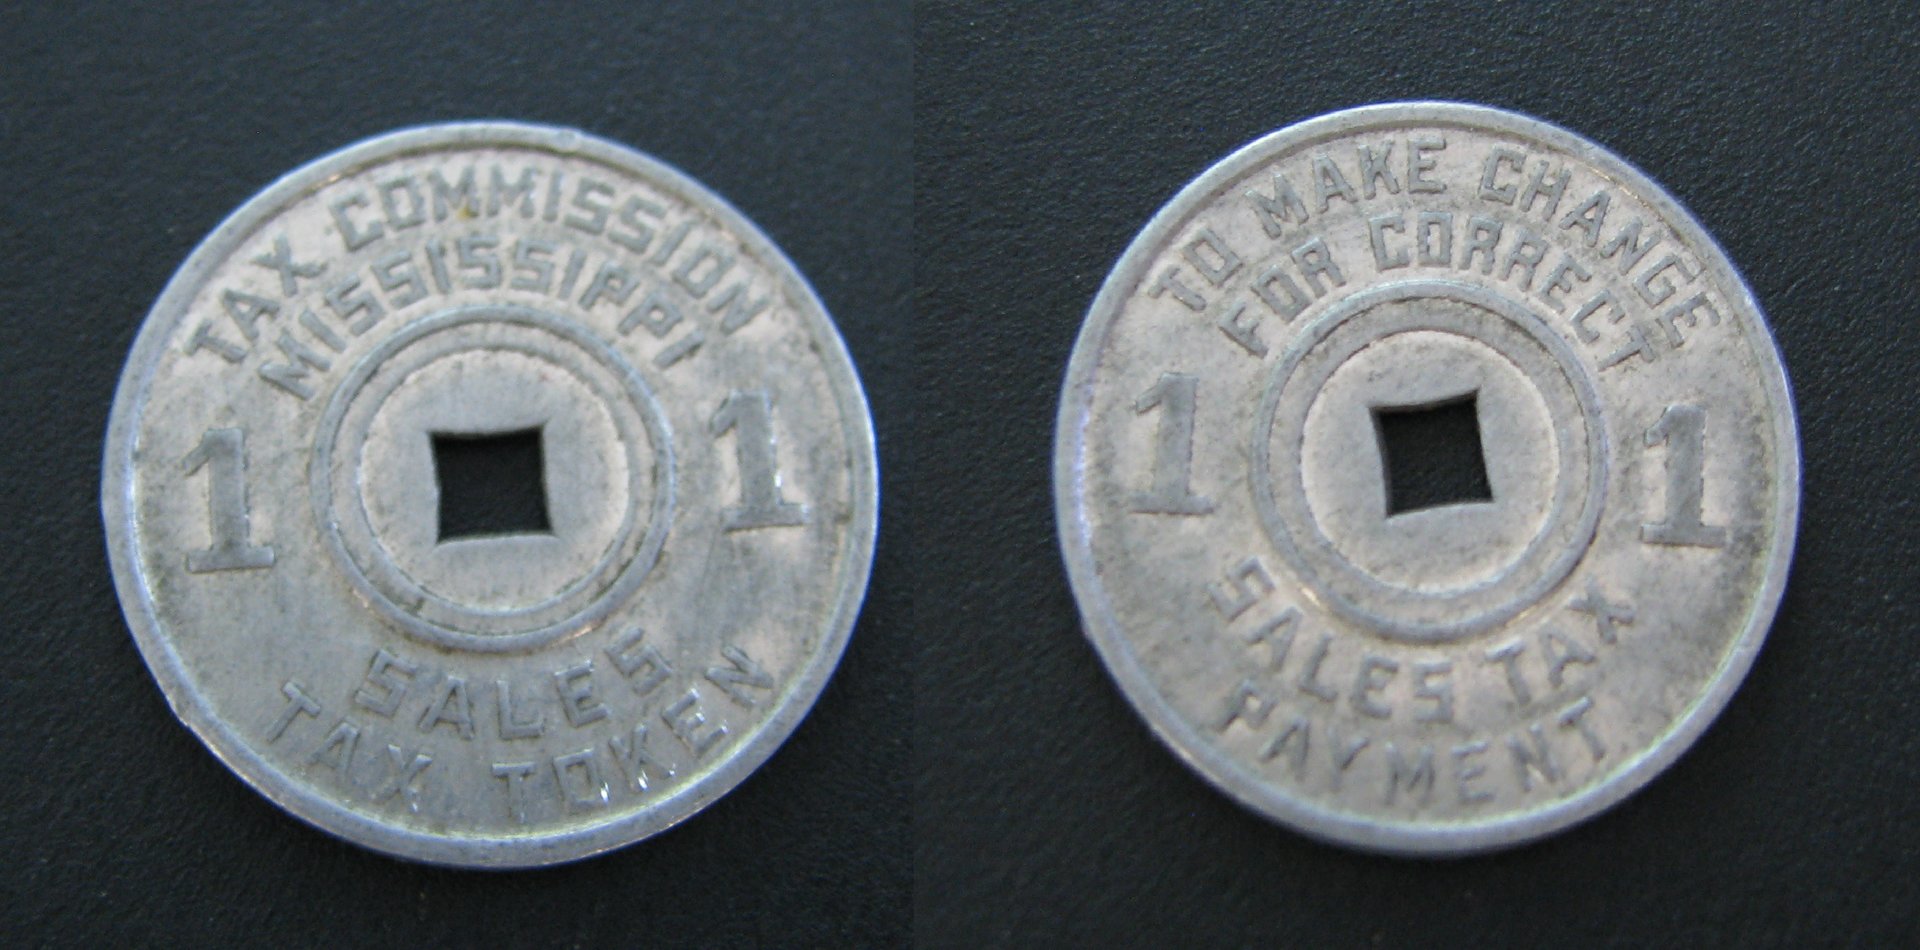 TAX COMMISSION
MISSISSIPPI
1 1
SALES
TAX TOKEN
TO MAKE CHANGE
FOR CORRECT
1 1
SALES TAX
PAYMENT